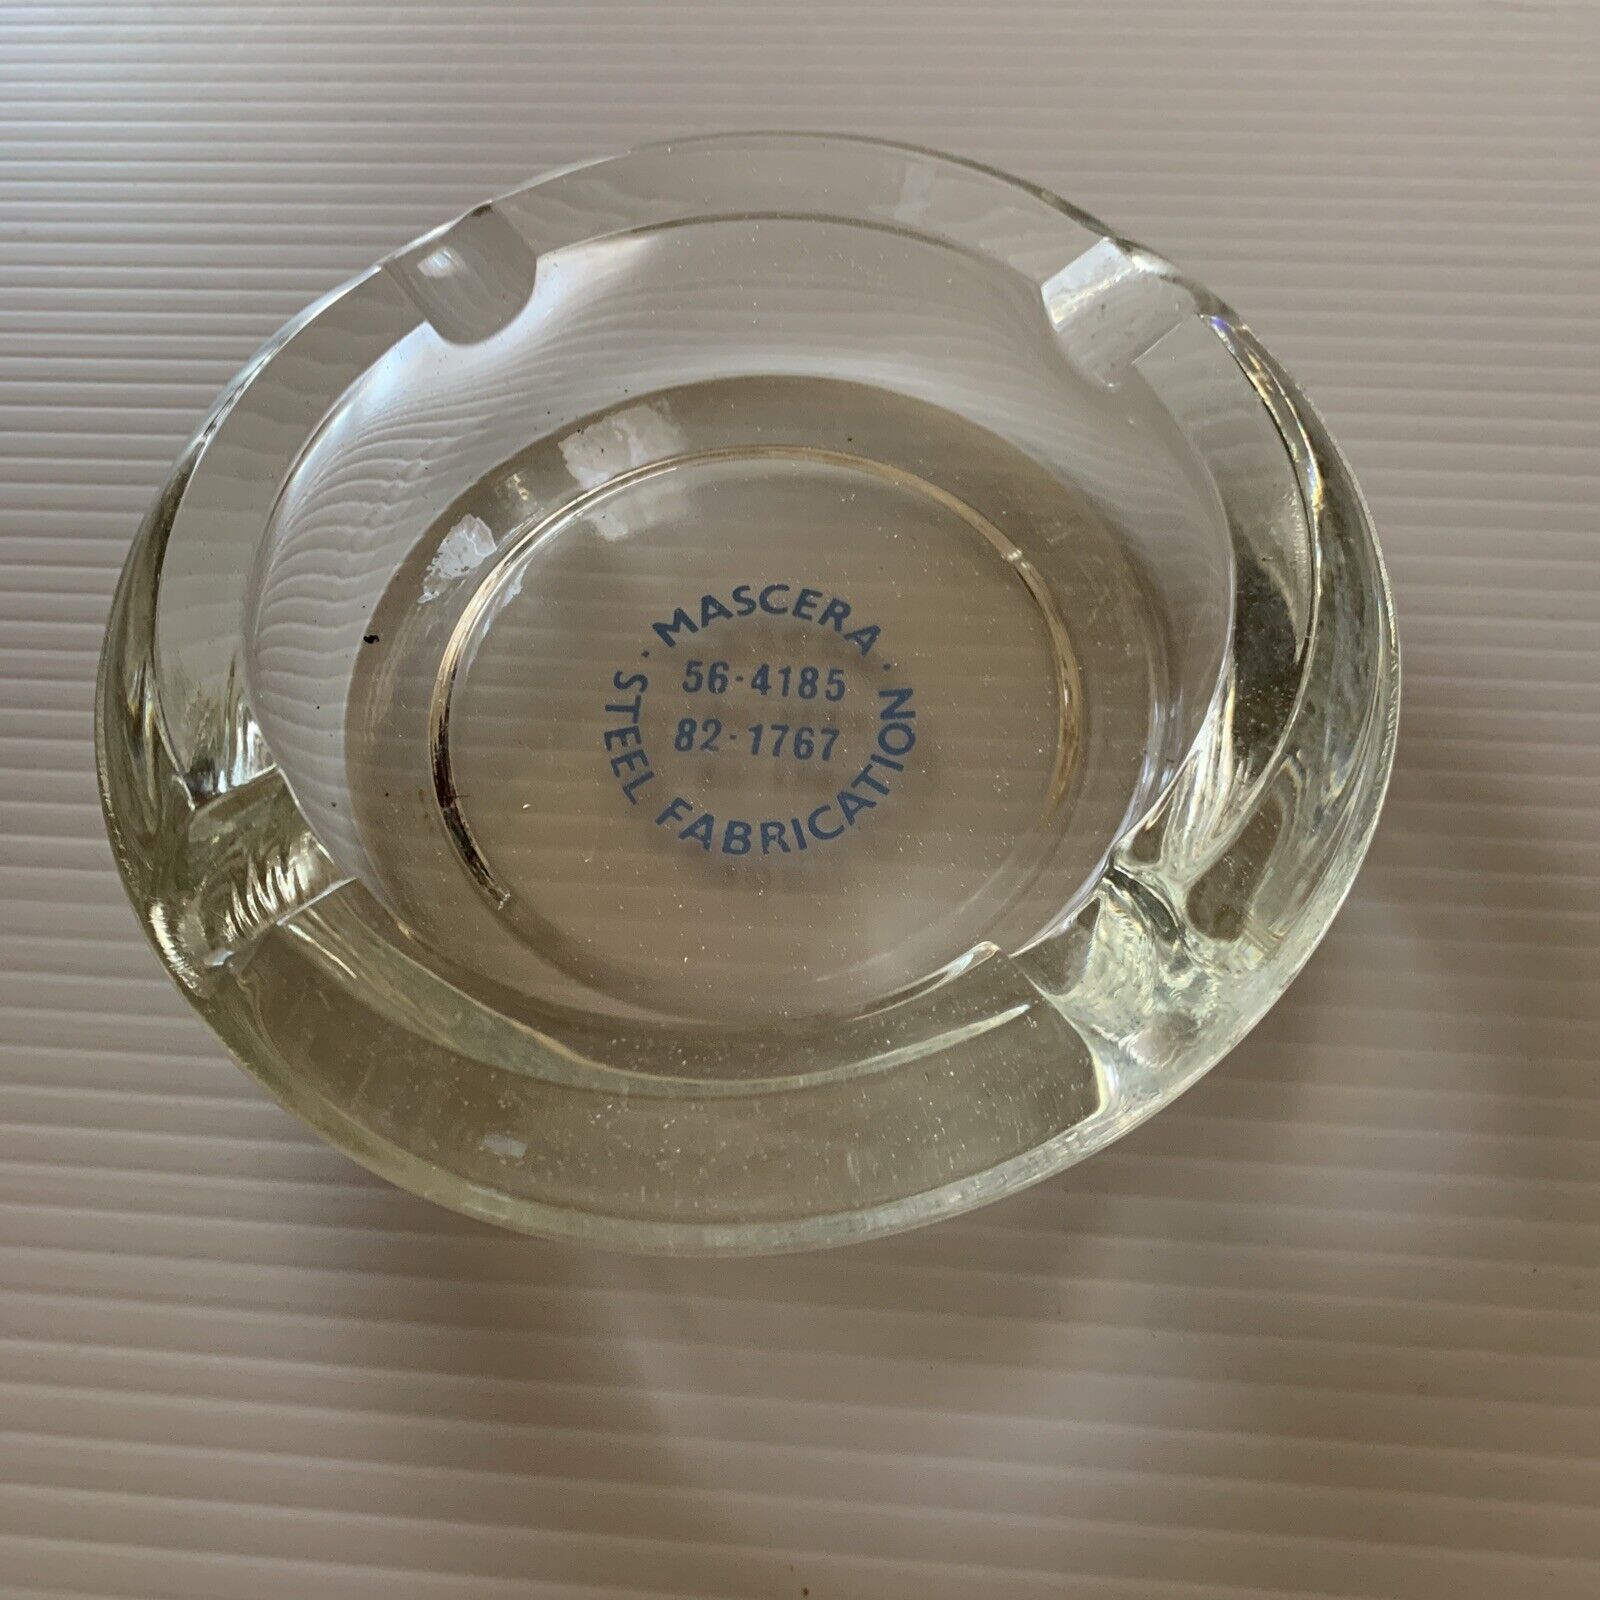 · MASCERA ·
56-4185
82-1767
STEEL FABRICATION